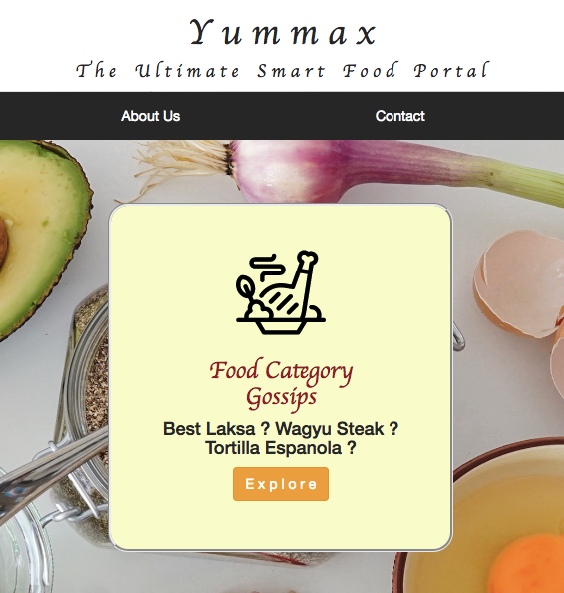 Yummax
The Ultimate Smart Food Portal
About Us
Contact
Food Category
Gossips
Best Laksa ? Wagyu Steak ?
Tortilla Espanola ?
Explore